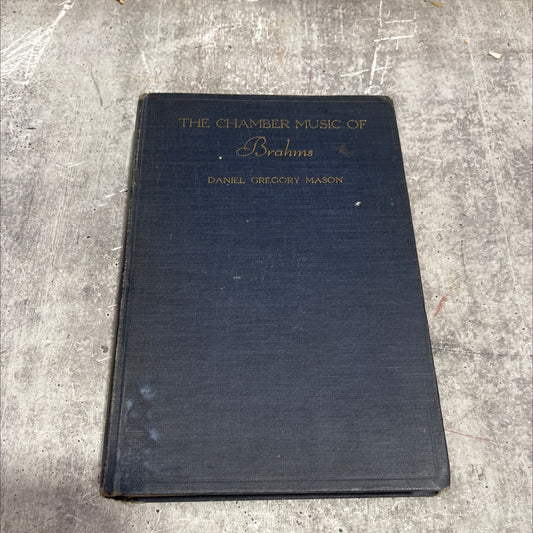 THE CHAMBER MUSIC OF
Brahms
DANIEL GREGORY MASON